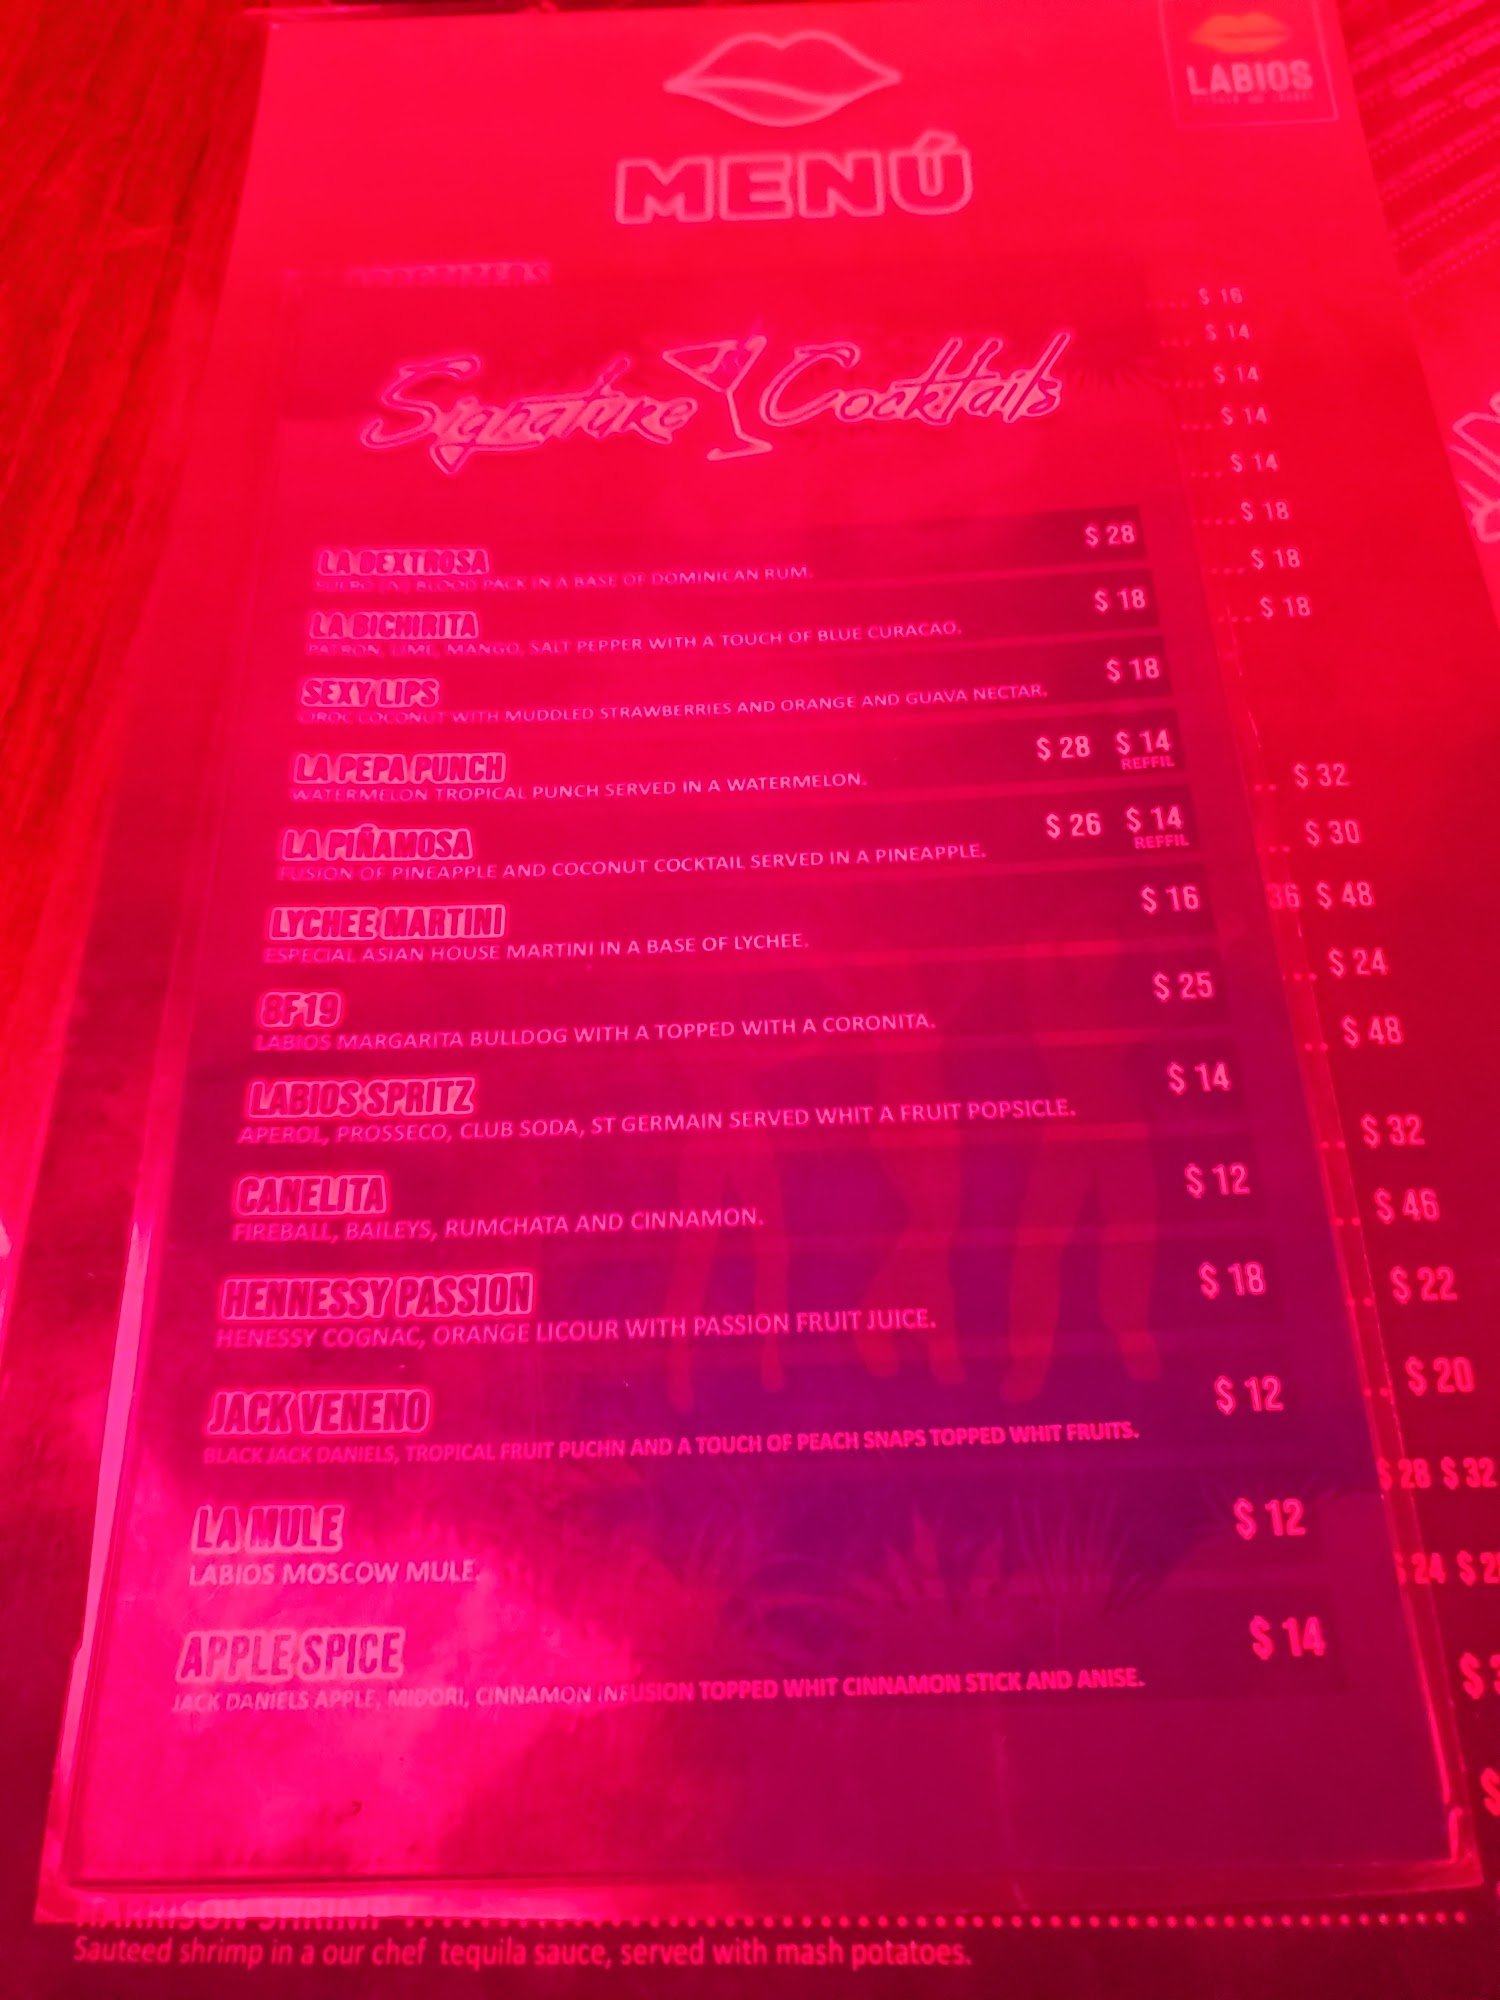 LABIOS
MENÚ
Signature Cocktails
LA DEXTROSA $ 28
BLOOD PACK IN A BASE OF DOMINICAN RUM.
LA BICHIRITA $ 18
PATRON, LIME, MANGO, SALT PEPPER WITH A TOUCH OF BLUE CURACAO.
SEXY LIPS $ 18
CIROC COCONUT WITH MUDDLED STRAWBERRIES AND ORANGE AND GUAVA NECTAR.
LA PEPA PUNCH $ 28 $ 14
REFFIL
WATERMELON TROPICAL PUNCH SERVED IN A WATERMELON.
LA PIÑAMOSA $ 26 $ 14
REFFIL
FUSION OF PINEAPPLE AND COCONUT COCKTAIL SERVED IN A PINEAPPLE.
LYCHEE MARTINI $ 16
ESPECIAL ASIAN HOUSE MARTINI IN A BASE OF LYCHEE.
8F19 $ 25
LABIOS MARGARITA BULLDOG WITH A TOPPED WITH A CORONITA.
LABIOS SPRITZ $ 14
APEROL, PROSSECO, CLUB SODA, ST GERMAIN SERVED WHIT A FRUIT POPSICLE.
CANELITA $ 12
FIREBALL, BAILEYS, RUMCHATA AND CINNAMON.
HENNESSY PASSION $ 18
HENESSY COGNAC, ORANGE LICOUR WITH PASSION FRUIT JUICE.
JACK VENENO $ 12
BLACK JACK DANIELS, TROPICAL FRUIT PUCHN AND A TOUCH OF PEACH SNAPS TOPPED WHIT FRUITS.
LA MULE $ 12
LABIOS MOSCOW MULE.
APPLE SPICE $ 14
JACK DANIELS APPLE, MIDORI, CINNAMON INFUSION TOPPED WHIT CINNAMON STICK AND ANISE.
$ 16
$ 14
$ 14
$ 14
$ 14
$ 18
$ 18
$ 18
$ 32
$ 30
36 $ 48
$ 24
$ 48
$ 32
$ 46
$ 22
$ 20
$ 28 $ 32
$ 24
HARRISON SHRIMP
Sauteed shrimp in a our chef tequila sauce, served with mash potatoes.